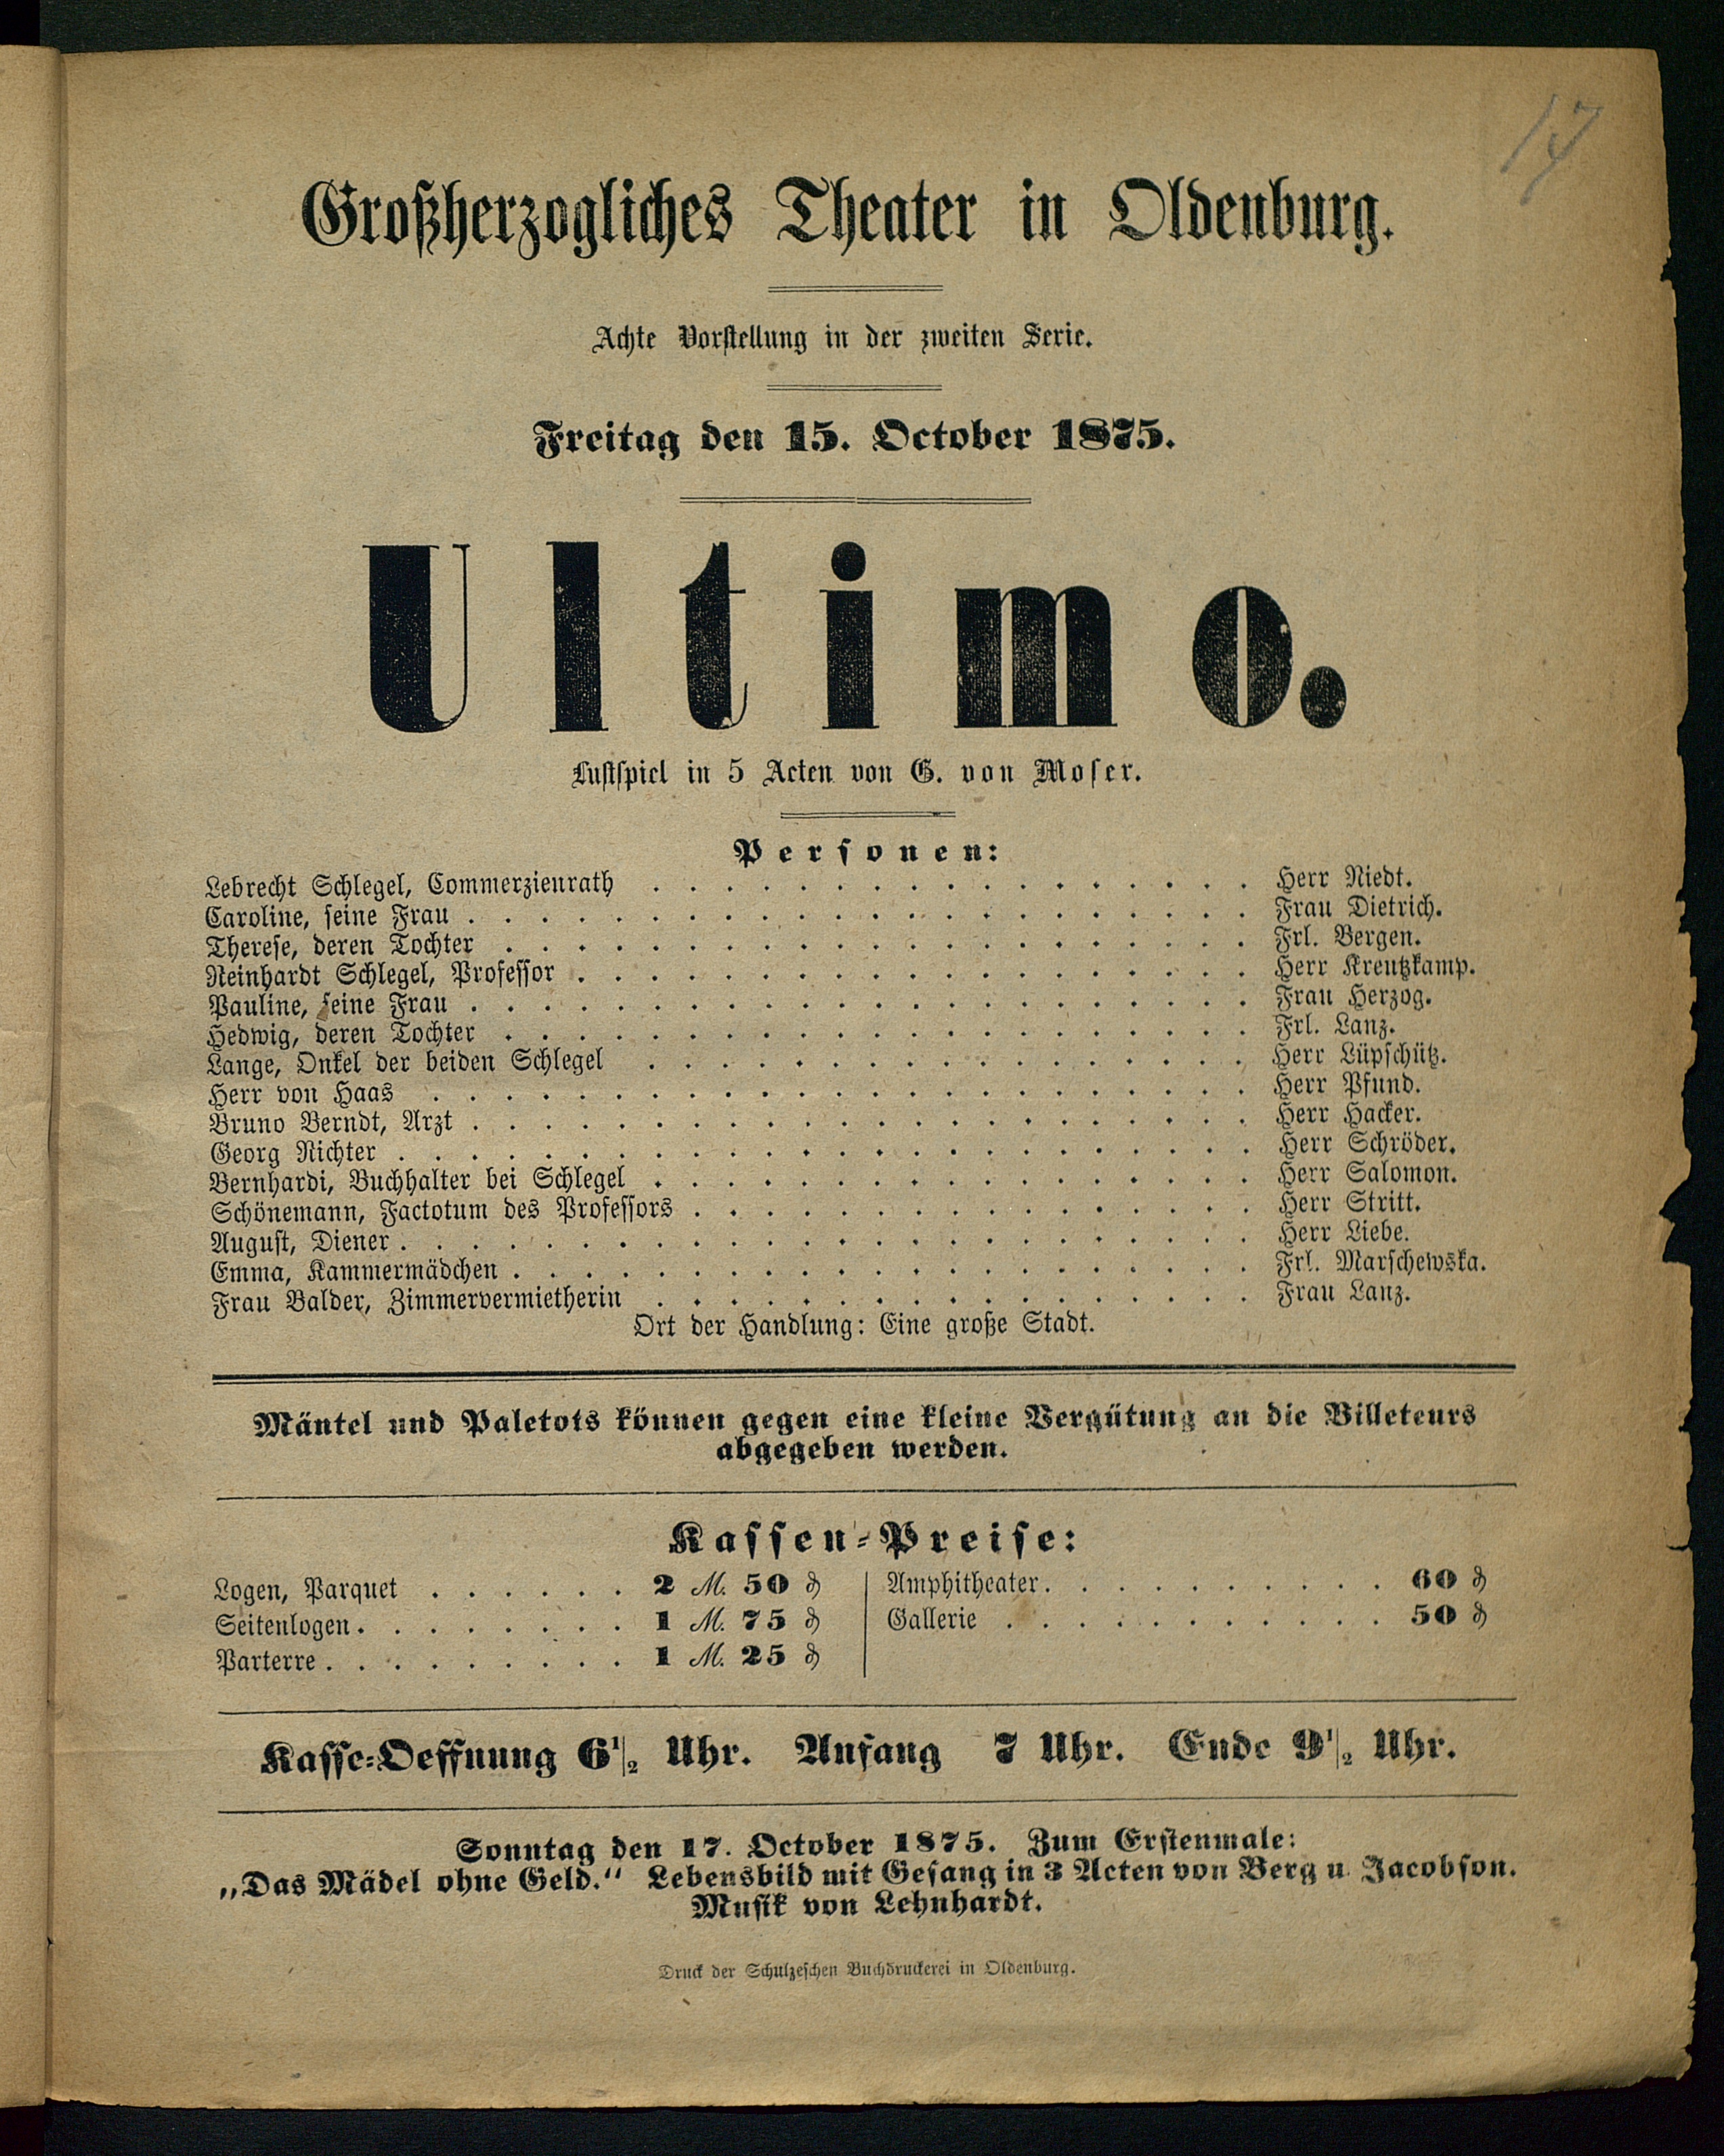 17
Großherzogliches Theater in Oldenburg.
Achte Vorstellung in der zweiten Serie.
Freitag den 15. October 1875.
Ultimo.
Lustspiel in 5 Acten von G. von Moser.
Personen:
Lebrecht Schlegel, Commerzienrath . . . . . . . . . . . . . . . . . Herr Niedt.
Caroline, seine Frau . . . . . . . . . . . . . . . . . . . . . . Frau Dietrich.
Therese, deren Tochter . . . . . . . . . . . . . . . . . . . . . Frl. Bergen.
Reinhardt Schlegel, Professor . . . . . . . . . . . . . . . . . . . Herr Kreutzkamp.
Pauline, seine Frau . . . . . . . . . . . . . . . . . . . . . . Frau Herzog.
Hedwig, deren Tochter . . . . . . . . . . . . . . . . . . . . . Frl. Lanz.
Lange, Onkel der beiden Schlegel . . . . . . . . . . . . . . . . . Herr Lüpschütz.
Herr von Haas . . . . . . . . . . . . . . . . . . . . . . . Herr Pfund.
Bruno Berndt, Arzt . . . . . . . . . . . . . . . . . . . . . . Herr Hacker.
Georg Richter . . . . . . . . . . . . . . . . . . . . . . . . Herr Schröder.
Bernhardi, Buchhalter bei Schlegel . . . . . . . . . . . . . . . . . Herr Salomon.
Schönemann, Factotum des Professors . . . . . . . . . . . . . . . . Herr Stritt.
August, Diener . . . . . . . . . . . . . . . . . . . . . . . . Herr Liebe.
Emma, Kammermädchen . . . . . . . . . . . . . . . . . . . . . Frl. Marschewska.
Frau Balder, Zimmervermietherin . . . . . . . . . . . . . . . . . Frau Lanz.
Ort der Handlung: Eine große Stadt.
Mäntel und Paletots können gegen eine kleine Vergütung an die Billeteurs
abgegeben werden.
Kassen-Preise:
Logen, Parquet . . . . . . 2 M. 50 ₰
Seitenlogen . . . . . . . . 1 M. 75 ₰
Parterre . . . . . . . . . 1 M. 25 ₰
Amphitheater . . . . . . . . . . 60 ₰
Gallerie . . . . . . . . . . . 50 ₰
Kasse-Oeffnung 6½ Uhr. Anfang 7 Uhr. Ende 9½ Uhr.
Sonntag den 17. October 1875. Zum Erstenmale:
„Das Mädel ohne Geld.“ Lebensbild mit Gesang in 3 Acten von Berg u. Jacobson.
Musik von Lehnhardt.
Druck der Schulzeschen Buchdruckerei in Oldenburg.